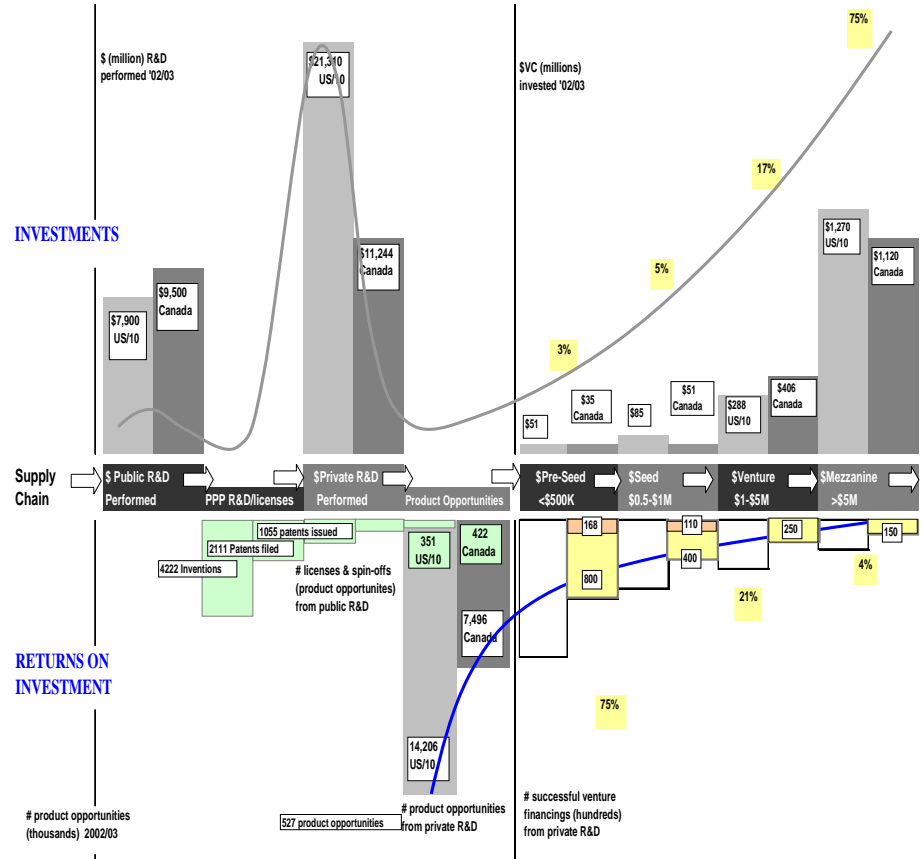 75%
$ (million) R&D
performed '02/03
$21,310
US/10
$VC (millions)
invested '02/03
17%
INVESTMENTS
$1,270
US/10
$11,244
Canada
$1,120
Canada
5%
$9,500
Canada
$7,900
US/10
3%
$51
$35
Canada
$85
$51
Canada
$288
US/10
$406
Canada
Supply
Chain
$ Public R&D
Performed
PPP R&D/licenses
$Private R&D
Performed
Product Opportunities
$Pre-Seed
<$500K
$Seed
$0.5-$1M
$Venture
$1-$5M
$Mezzanine
>$5M
1055 patents issued
2111 Patents filed
4222 Inventions
# licenses & spin-offs
(product opportunites)
from public R&D
351
US/10
422
Canada
168
800
110
400
250
150
4%
21%
7,496
Canada
RETURNS ON
INVESTMENT
75%
14,206
US/10
# product opportunities
(thousands) 2002/03
527 product opportunities
# product opportunities
from private R&D
# successful venture
financings (hundreds)
from private R&D